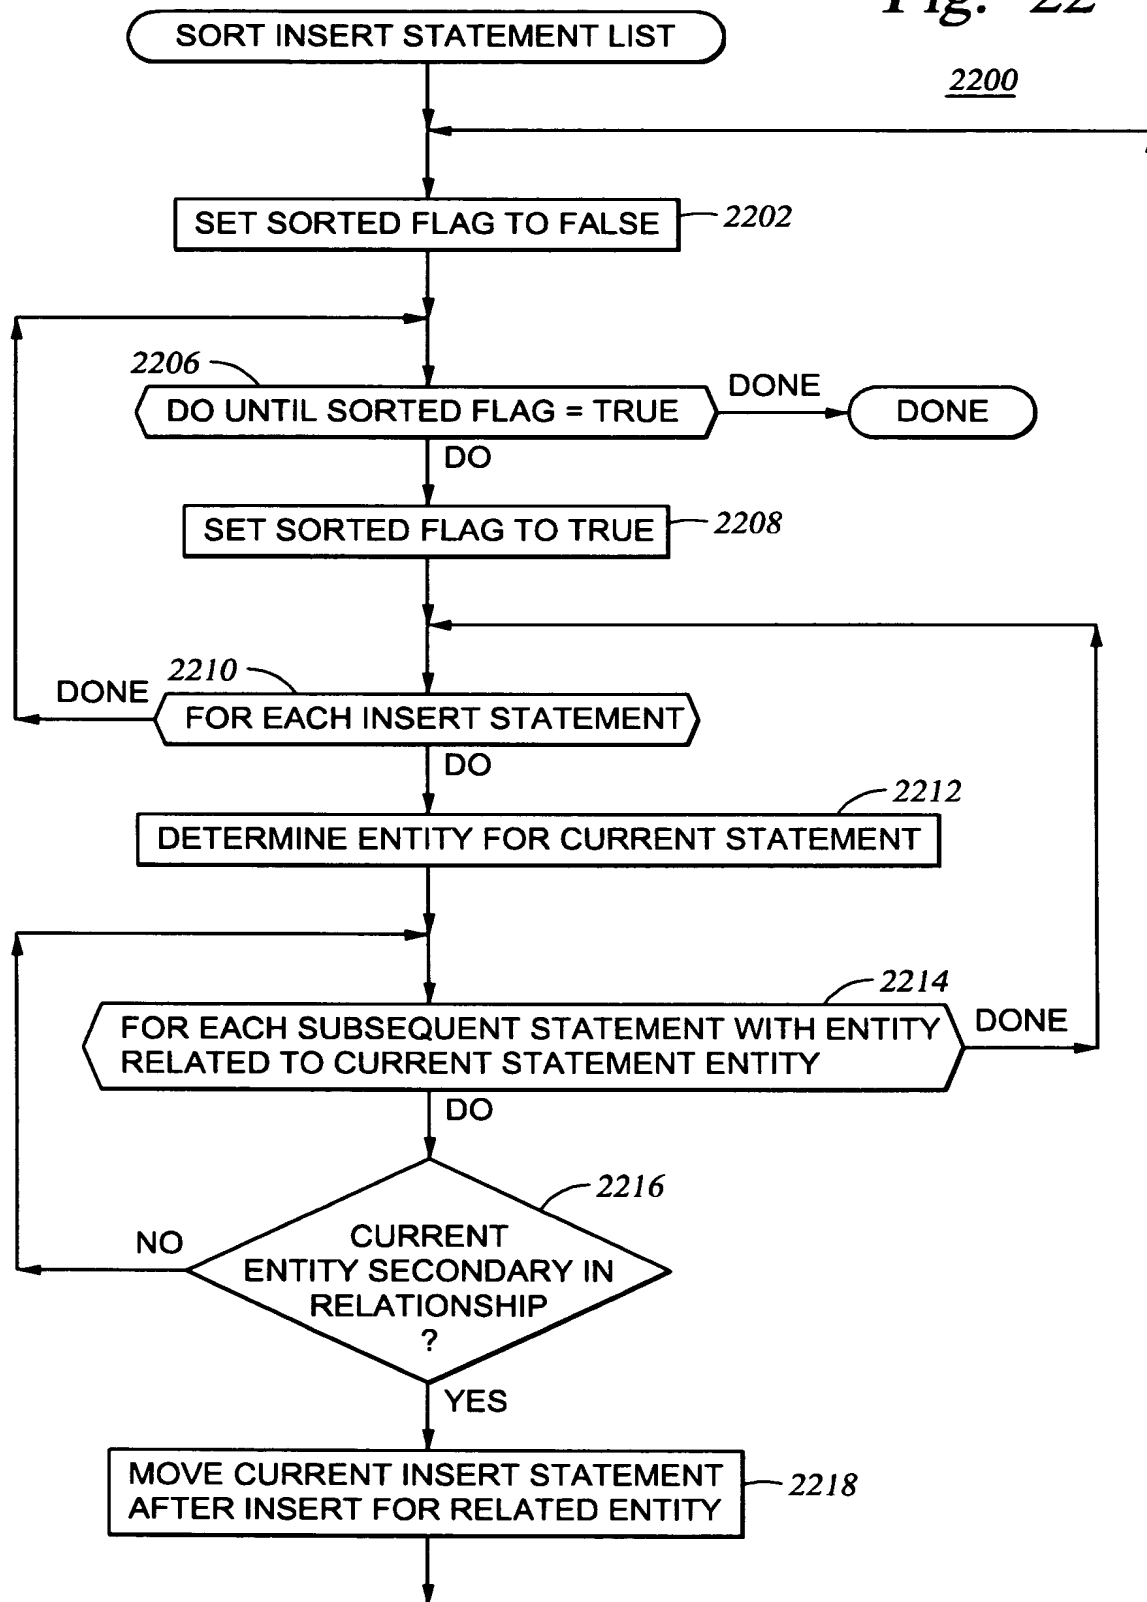 Fig. 22
SORT INSERT STATEMENT LIST
2200
SET SORTED FLAG TO FALSE
2202
2206
DO UNTIL SORTED FLAG = TRUE
DONE
DONE
DO
SET SORTED FLAG TO TRUE
2208
2210
DONE
FOR EACH INSERT STATEMENT
DO
2212
DETERMINE ENTITY FOR CURRENT STATEMENT
2214
FOR EACH SUBSEQUENT STATEMENT WITH ENTITY
RELATED TO CURRENT STATEMENT ENTITY
DONE
DO
2216
NO
CURRENT
ENTITY SECONDARY IN
RELATIONSHIP
?
YES
MOVE CURRENT INSERT STATEMENT
AFTER INSERT FOR RELATED ENTITY
2218